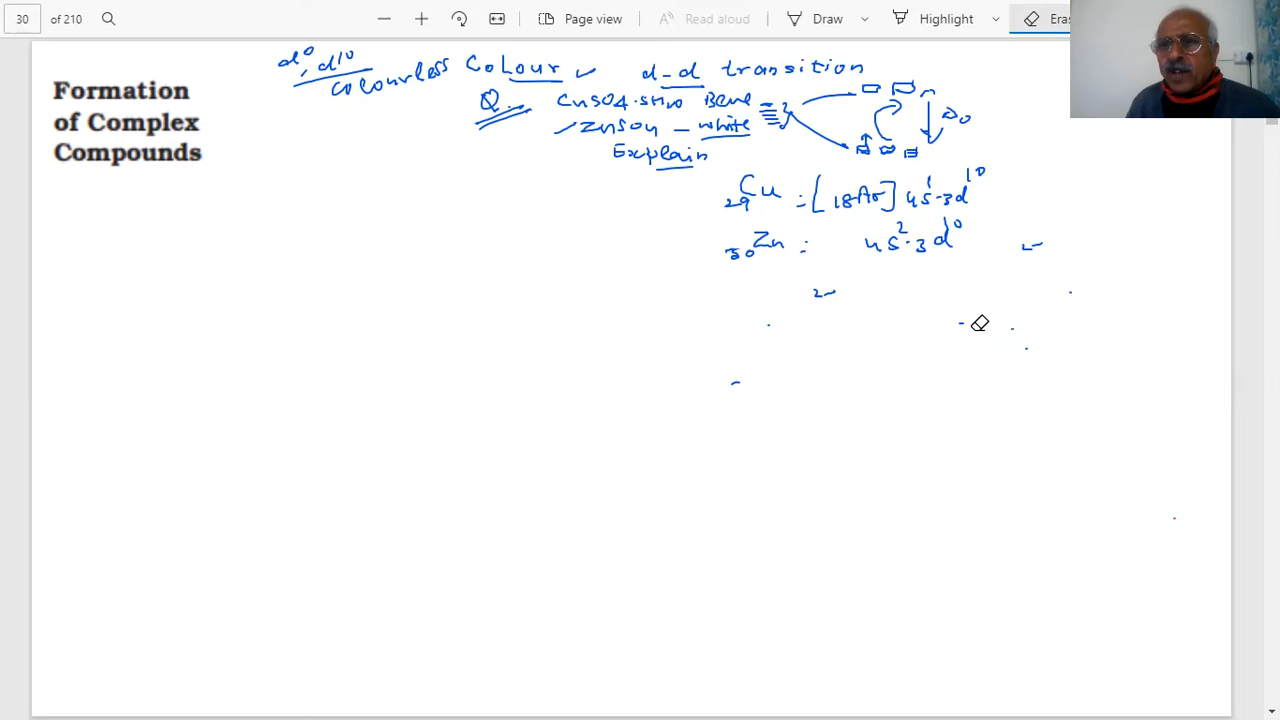 30 of 210 Page view Read aloud Draw Highlight Eras
Formation
of Complex
Compounds
d⁰, d¹⁰
colourless Colour ✓ d-d transition
Q. CuSO4·5H2O Blue
ZnSO4 - white
Explain
Δo
29Cu = [18Ar] 4s¹·3d¹⁰
30Zn = 4s²·3d¹⁰